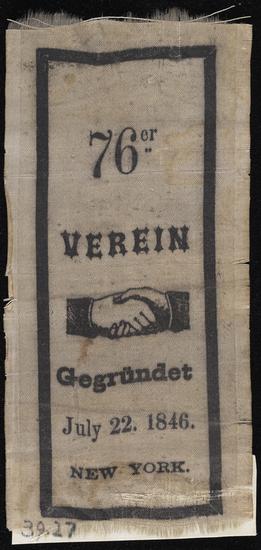 76er
VEREIN
Gegründet
July 22. 1846.
NEW YORK.
39.17